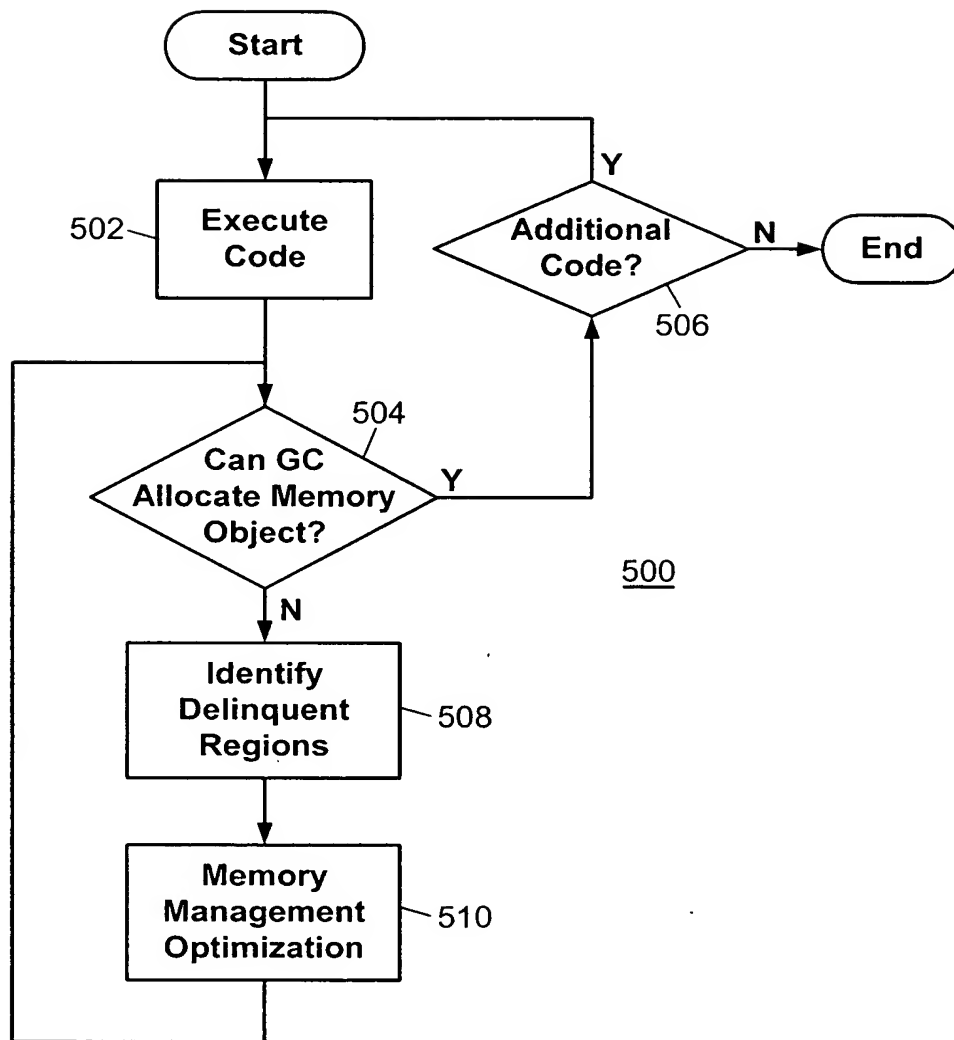 Start
502
Execute
Code
Y
Additional
Code?
N
End
506
504
Can GC
Allocate Memory
Object?
Y
500
N
Identify
Delinquent
Regions
508
Memory
Management
Optimization
510